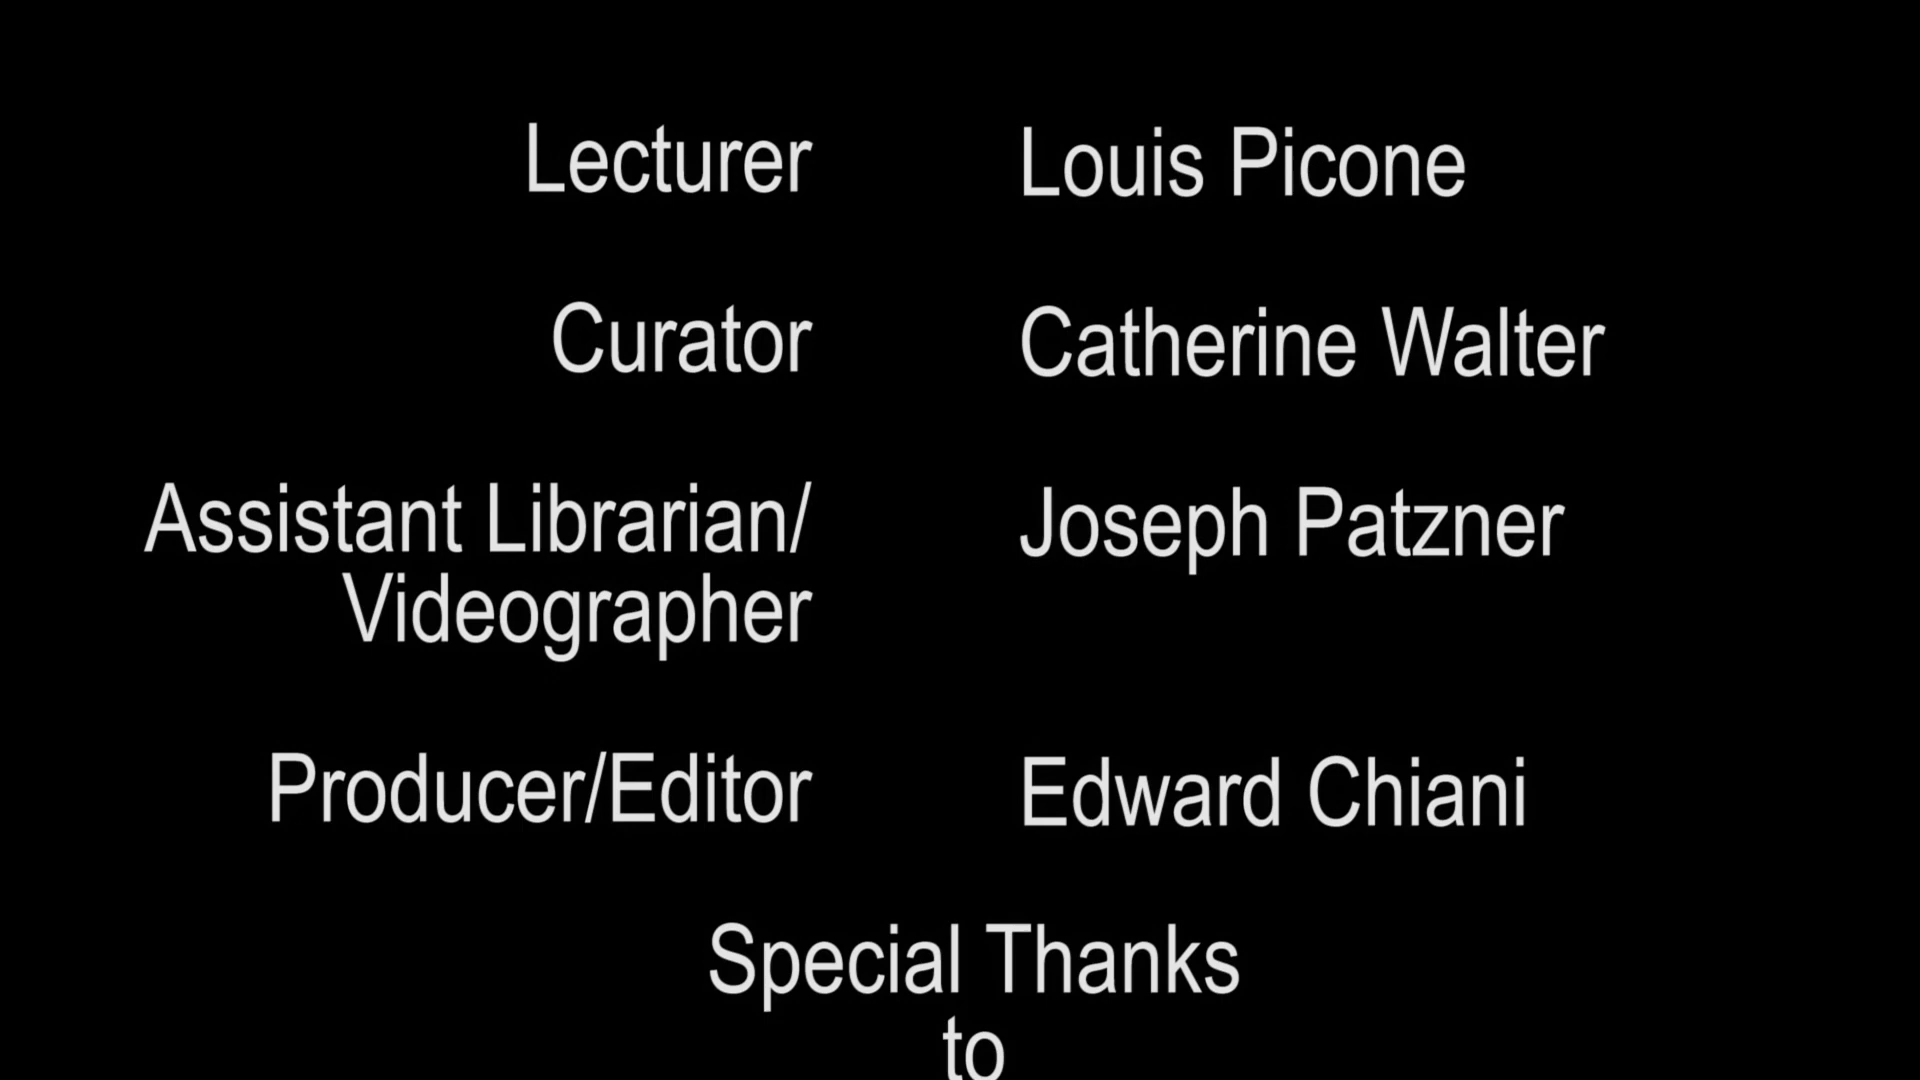 Lecturer Louis Picone
Curator Catherine Walter
Assistant Librarian/ Joseph Patzner
Videographer
Producer/Editor Edward Chiani
Special Thanks
to